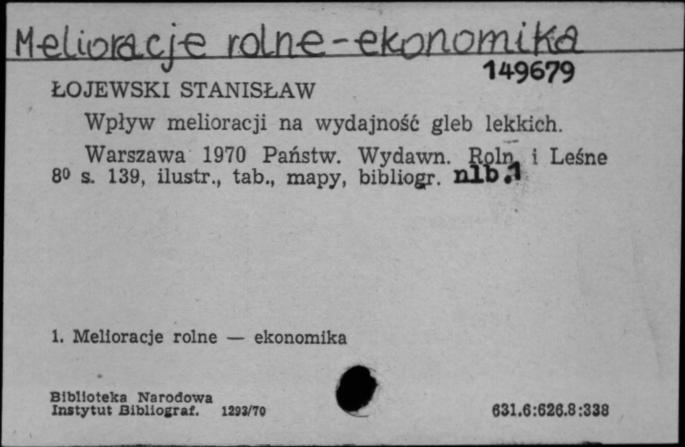 Melioracje rolne-ekonomika
149679
ŁOJEWSKI STANISŁAW
Wpływ melioracji na wydajność gleb lekkich.
Warszawa 1970 Państw. Wydawn. Roln. i Leśne
8⁰ s. 139, ilustr., tab., mapy, bibliogr. nlb.1
1. Melioracje rolne — ekonomika
Biblioteka Narodowa
Instytut Bibliograf. 1293/70
631.6:626.8:338